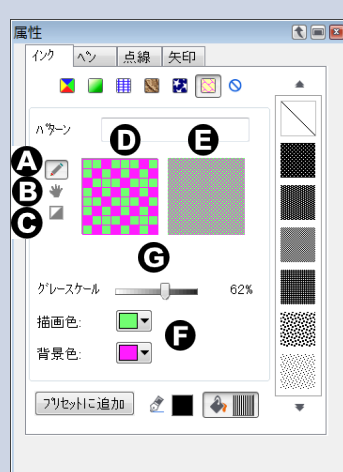 属性
インク ペン 点線 矢印
パターン
D E
A
B
C
G
グレースケール 62%
描画色:
F
背景色:
プリセットに追加